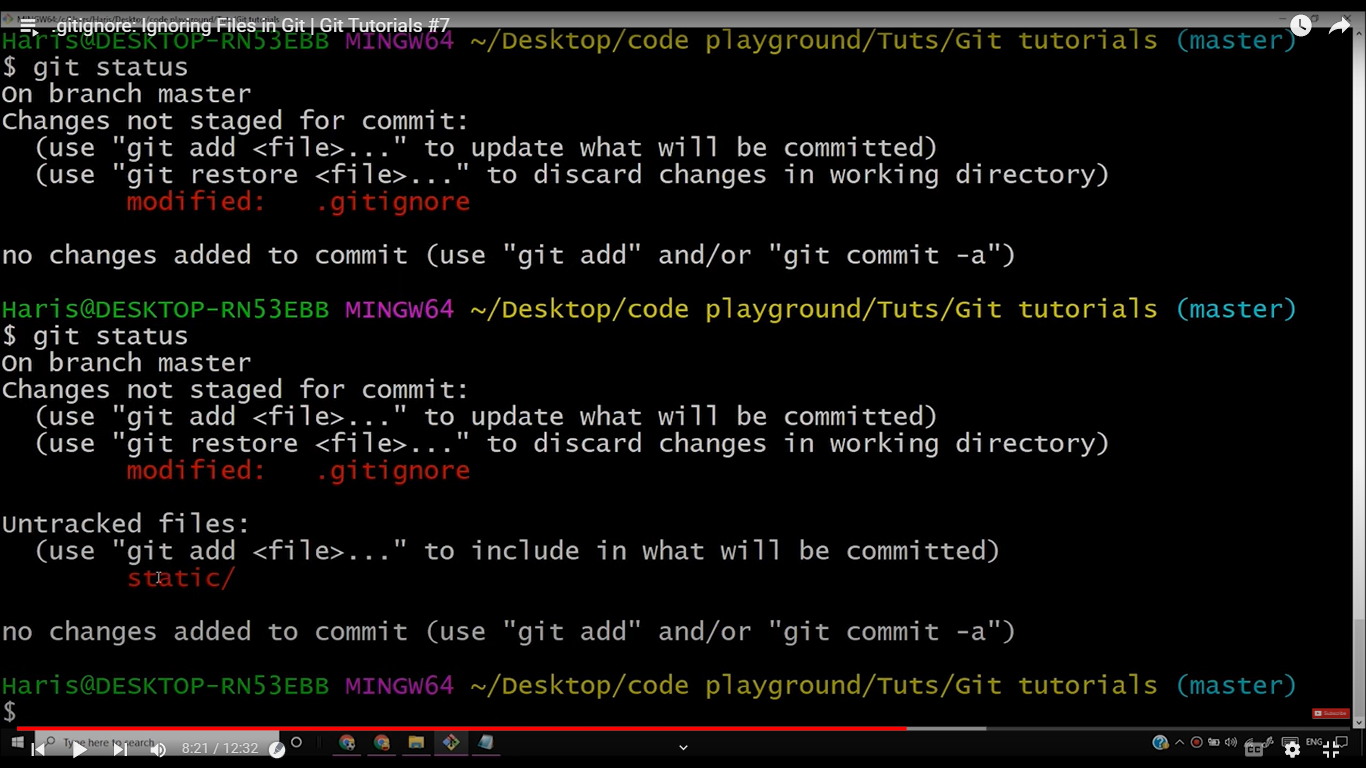 .gitignore: Ignoring Files in Git | Git Tutorials #7
Haris@DESKTOP-RN53EBB MINGW64 ~/Desktop/code playground/Tuts/Git tutorials (master)
$ git status
On branch master
Changes not staged for commit:
(use "git add <file>..." to update what will be committed)
(use "git restore <file>..." to discard changes in working directory)
modified: .gitignore
no changes added to commit (use "git add" and/or "git commit -a")
Haris@DESKTOP-RN53EBB MINGW64 ~/Desktop/code playground/Tuts/Git tutorials (master)
$ git status
On branch master
Changes not staged for commit:
(use "git add <file>..." to update what will be committed)
(use "git restore <file>..." to discard changes in working directory)
modified: .gitignore
Untracked files:
(use "git add <file>..." to include in what will be committed)
static/
no changes added to commit (use "git add" and/or "git commit -a")
Haris@DESKTOP-RN53EBB MINGW64 ~/Desktop/code playground/Tuts/Git tutorials (master)
$
Subscribe
Type here to search
8:21 / 12:32
ENG
CC